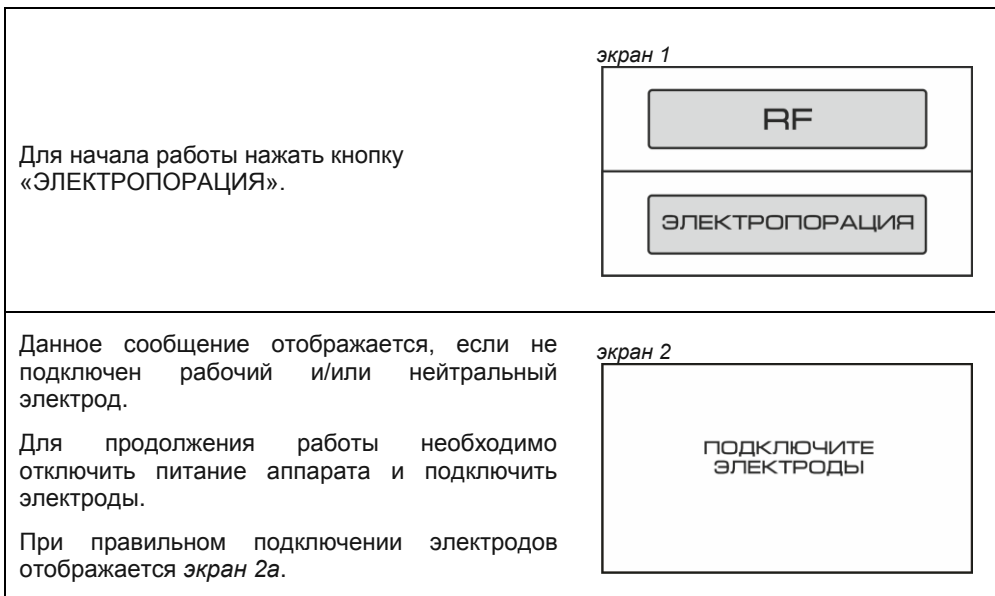 экран 1
RF
Для начала работы нажать кнопку
«ЭЛЕКТРОПОРАЦИЯ».
ЭЛЕКТРОПОРАЦИЯ
Данное сообщение отображается, если не
подключен рабочий и/или нейтральный
электрод.
Для продолжения работы необходимо
отключить питание аппарата и подключить
электроды.
При правильном подключении электродов
отображается экран 2а.
экран 2
ПОДКЛЮЧИТЕ
ЭЛЕКТРОДЫ